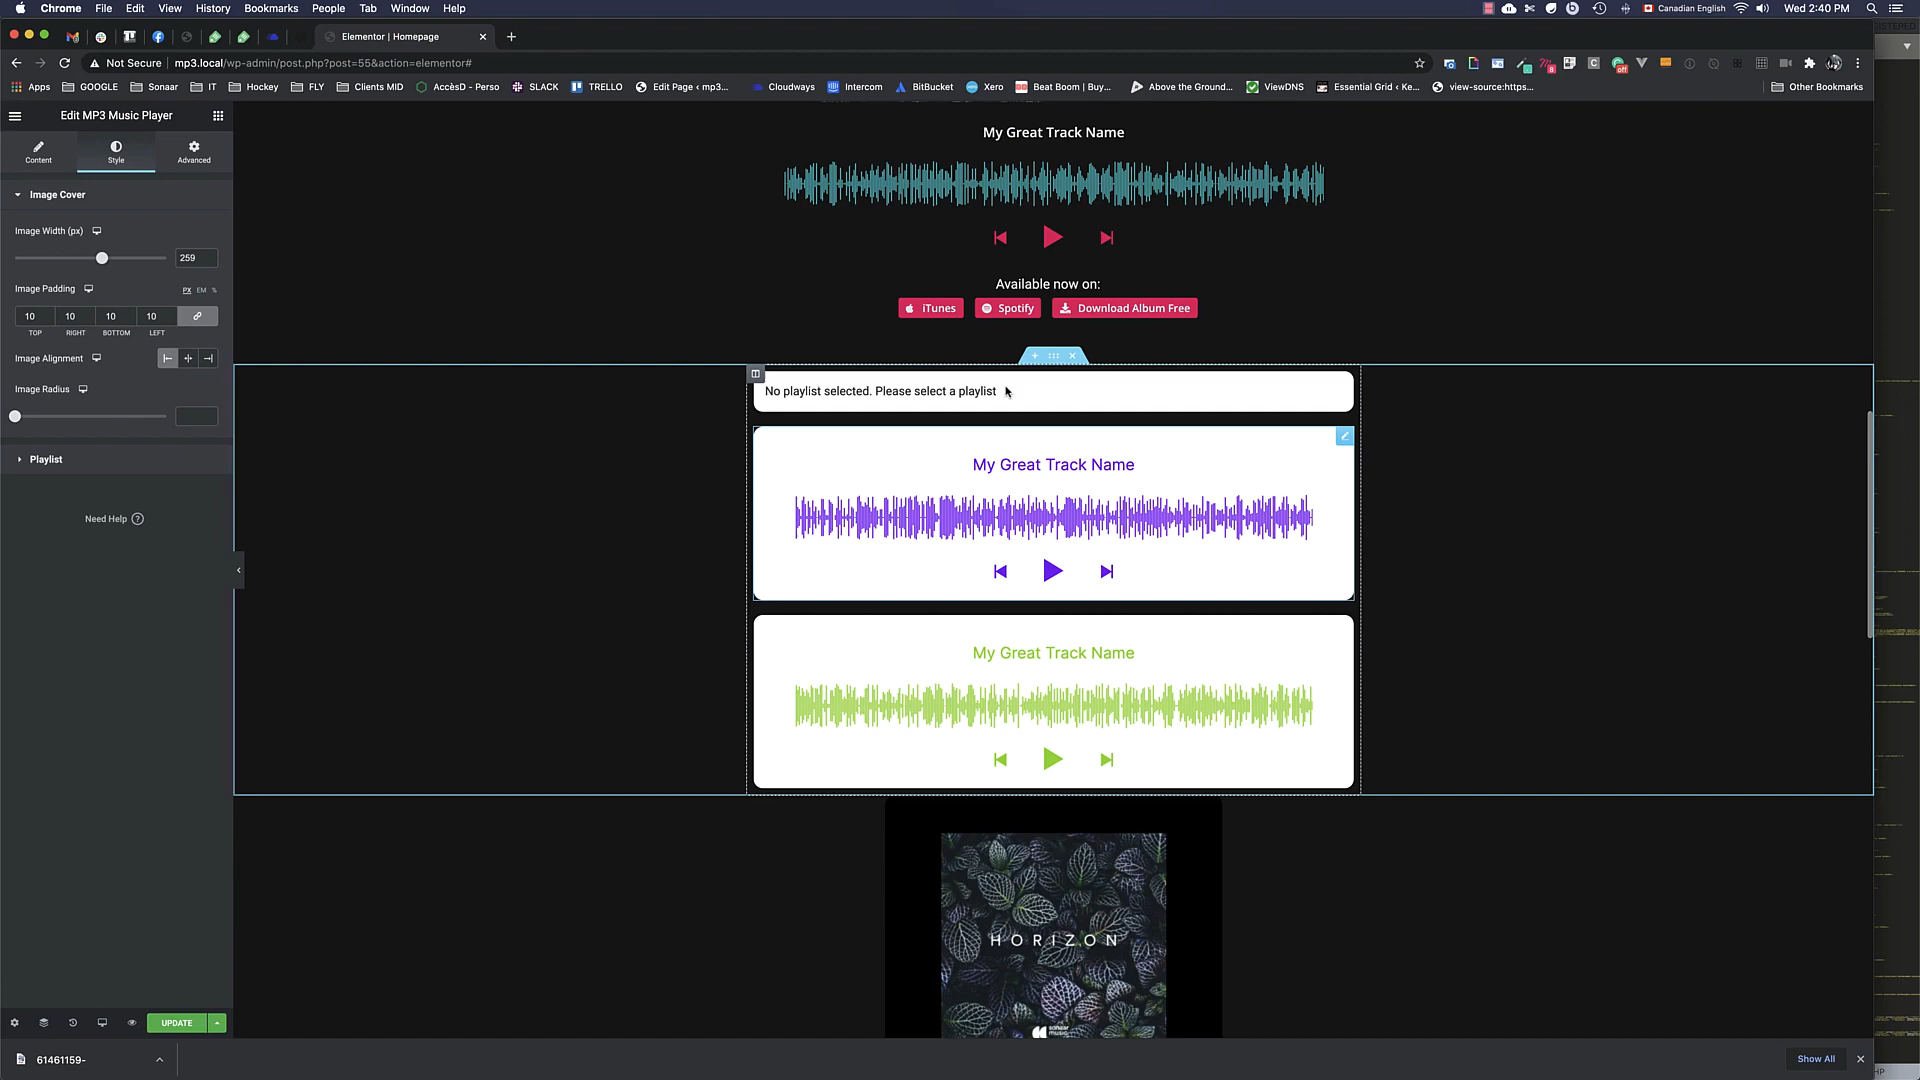 Chrome File Edit View History Bookmarks People Tab Window Help
Canadian English Wed 2:40 PM
Elementor | Homepage
Not Secure mp3.local/wp-admin/post.php?post=55&action=elementor#
Apps GOOGLE Sonaar IT Hockey FLY Clients MID AccèsD - Perso SLACK TRELLO Edit Page ‹ mp3... Cloudways Intercom BitBucket Xero Beat Boom | Buy... Above the Ground... ViewDNS Essential Grid ‹ Ke... view-source:https... Other Bookmarks
Edit MP3 Music Player
Content Style Advanced
Image Cover
Image Width (px)
259
Image Padding PX EM %
10 10 10 10
TOP RIGHT BOTTOM LEFT
Image Alignment
Image Radius
Playlist
Need Help
UPDATE
My Great Track Name
Available now on:
iTunes Spotify Download Album Free
No playlist selected. Please select a playlist
My Great Track Name
My Great Track Name
HORIZON
sonaar
music
61461159-
Show All